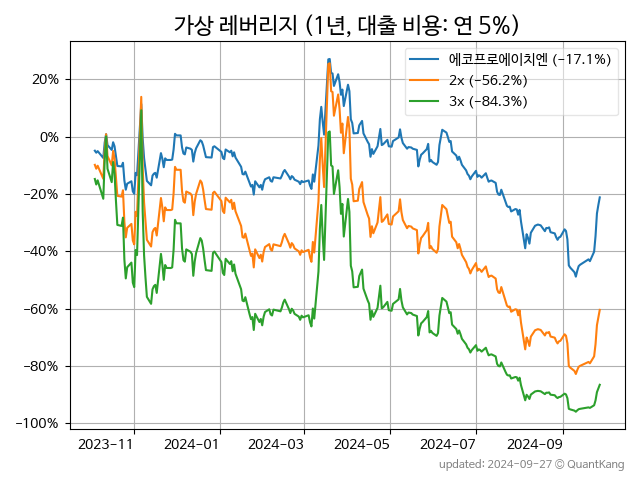 가상 레버리지 (1년, 대출 비용: 연 5%)
에코프로에이치엔 (−17.1%)
2x (−56.2%)
3x (−84.3%)
20%
0%
−20%
−40%
−60%
−80%
−100%
2023-11 2024-01 2024-03 2024-05 2024-07 2024-09
updated: 2024-09-27 © QuantKang